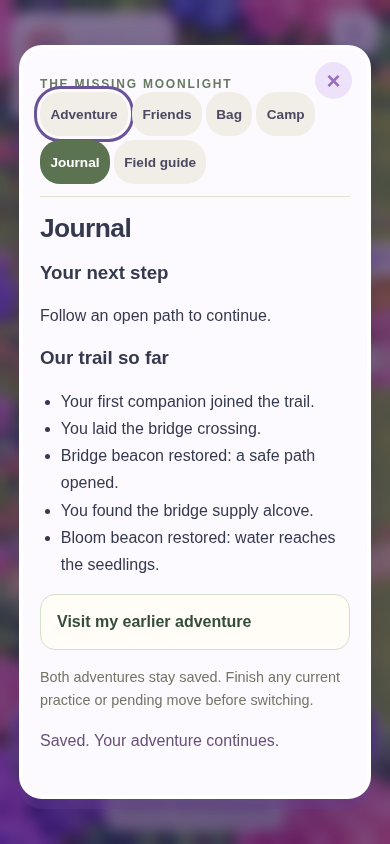 THE MISSING MOONLIGHT
×
Adventure Friends Bag Camp
Journal Field guide
Journal
Your next step
Follow an open path to continue.
Our trail so far
• Your first companion joined the trail.
• You laid the bridge crossing.
• Bridge beacon restored: a safe path
opened.
• You found the bridge supply alcove.
• Bloom beacon restored: water reaches
the seedlings.
Visit my earlier adventure
Both adventures stay saved. Finish any current
practice or pending move before switching.
Saved. Your adventure continues.